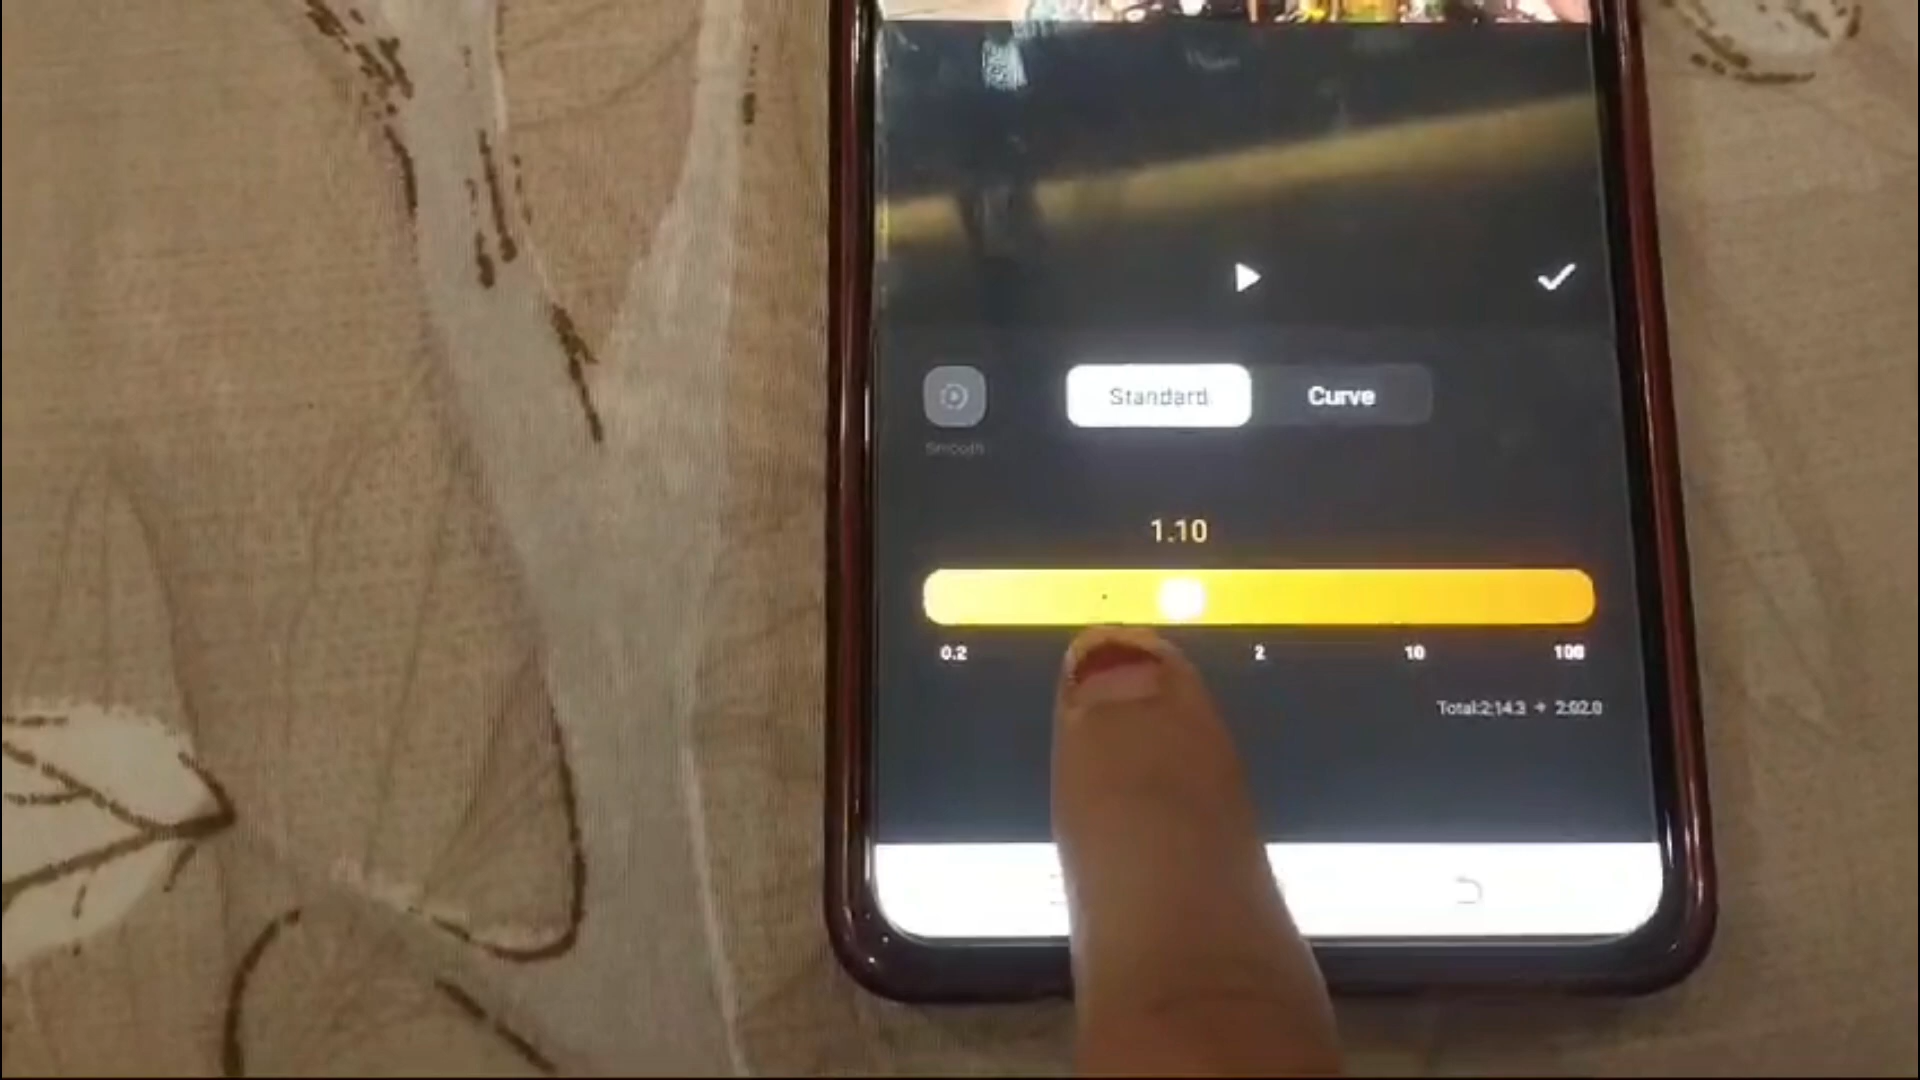 Standard Curve
Smooth
1.10
0.2 2 10 100
Total:2:14.3 → 2:02.0